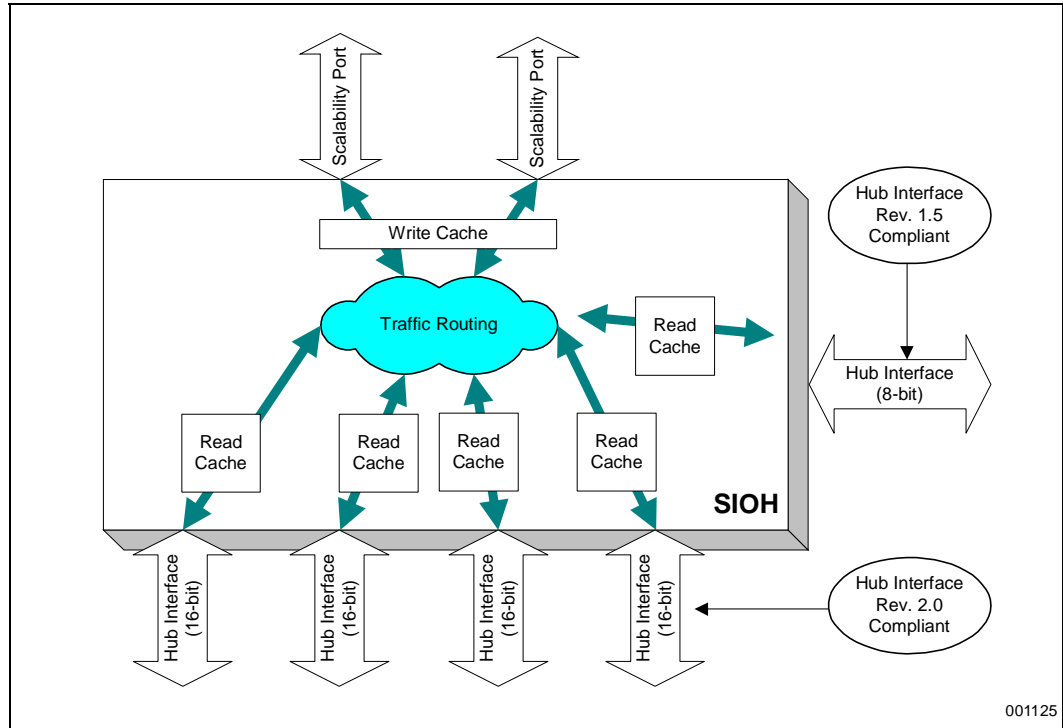 Scalability Port
Scalability Port
Write Cache
Hub Interface
Rev. 1.5
Compliant
Traffic Routing
Read
Cache
Hub Interface
(8-bit)
Read
Cache
Read
Cache
Read
Cache
Read
Cache
SIOH
Hub Interface
(16-bit)
Hub Interface
(16-bit)
Hub Interface
(16-bit)
Hub Interface
(16-bit)
Hub Interface
Rev. 2.0
Compliant
001125